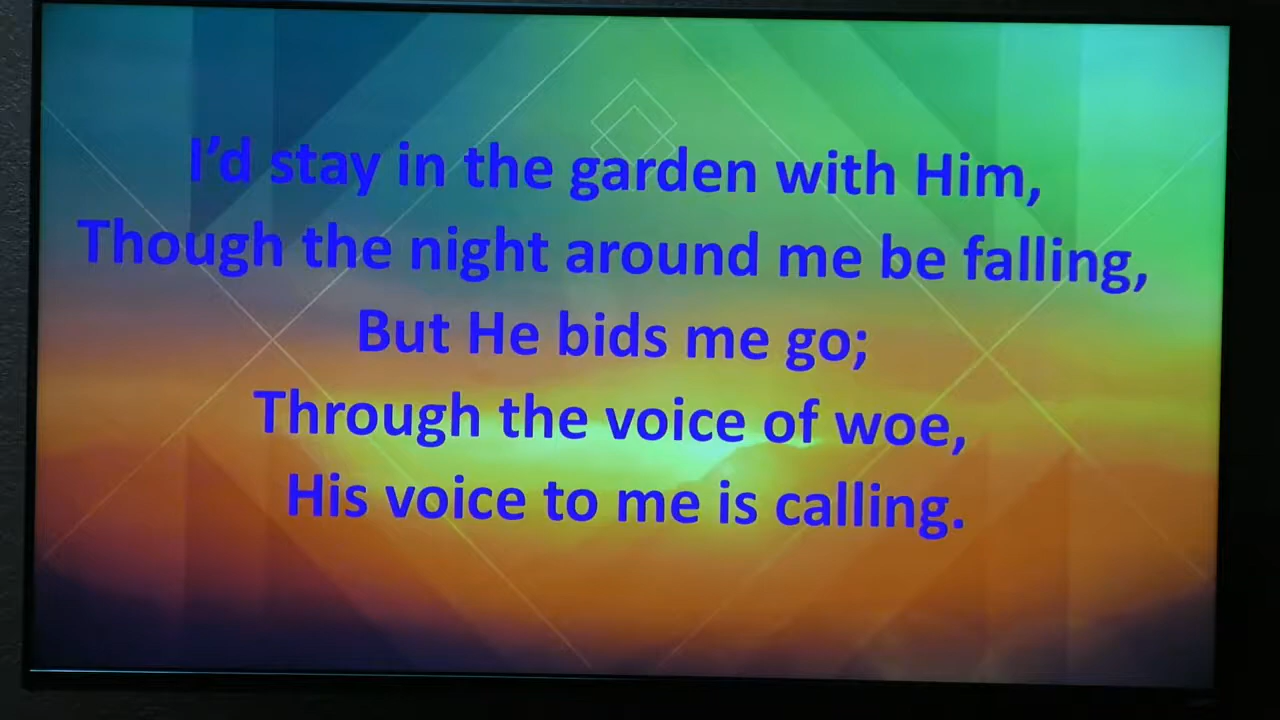 I’d stay in the garden with Him,
Though the night around me be falling,
But He bids me go;
Through the voice of woe,
His voice to me is calling.